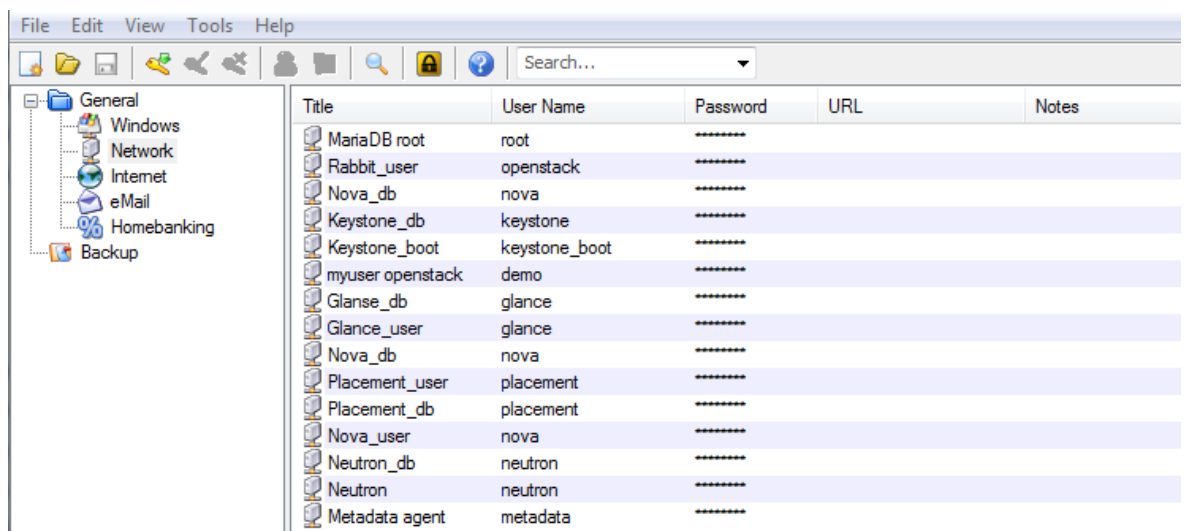 File Edit View Tools Help
Search...
General
Windows
Network
Internet
eMail
Homebanking
Backup
Title User Name Password URL Notes
MariaDB root root ********
Rabbit_user openstack ********
Nova_db nova ********
Keystone_db keystone ********
Keystone_boot keystone_boot ********
myuser openstack demo ********
Glanse_db glance ********
Glance_user glance ********
Nova_db nova ********
Placement_user placement ********
Placement_db placement ********
Nova_user nova ********
Neutron_db neutron ********
Neutron neutron ********
Metadata agent metadata ********